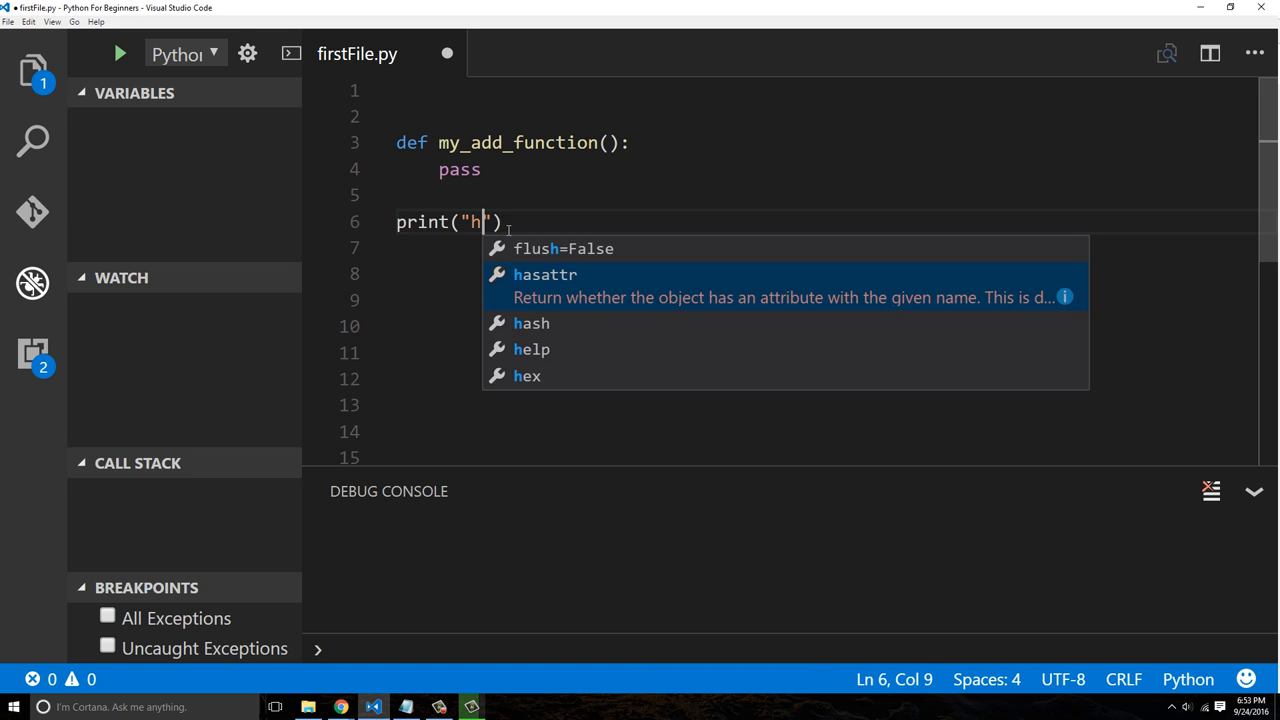 ● firstFile.py - Python For Beginners - Visual Studio Code
File Edit View Go Help
1
Pythor
firstFile.py
VARIABLES
1
2
3 def my_add_function():
4 pass
5
6 print("h")
7 flush=False
WATCH
8 hasattr
9 Return whether the object has an attribute with the given name. This is d...
10 hash
2
11 help
12 hex
13
14
CALL STACK
15
DEBUG CONSOLE
BREAKPOINTS
All Exceptions
Uncaught Exceptions
0 0 Ln 6, Col 9 Spaces: 4 UTF-8 CRLF Python
I'm Cortana. Ask me anything. 6:53 PM
9/24/2016